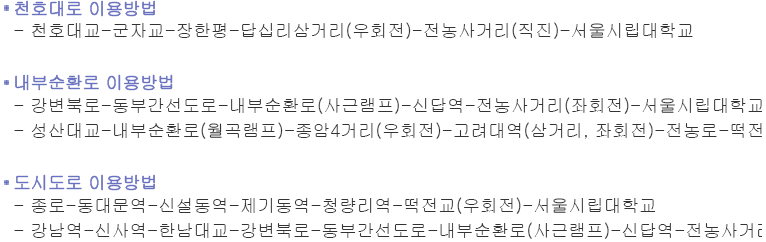 천호대로 이용방법
- 천호대교-군자교-장한평-답십리삼거리(우회전)-전농사거리(직진)-서울시립대학교
내부순환로 이용방법
- 강변북로-동부간선도로-내부순환로(사근램프)-신답역-전농사거리(좌회전)-서울시립대학교
- 성산대교-내부순환로(월곡램프)-종암4거리(우회전)-고려대역(삼거리, 좌회전)-전농로-떡전
도시도로 이용방법
- 종로-동대문역-신설동역-제기동역-청량리역-떡전교(우회전)-서울시립대학교
- 강남역-신사역-한남대교-강변북로-동부간선도로-내부순환로(사근램프)-신답역-전농사거리